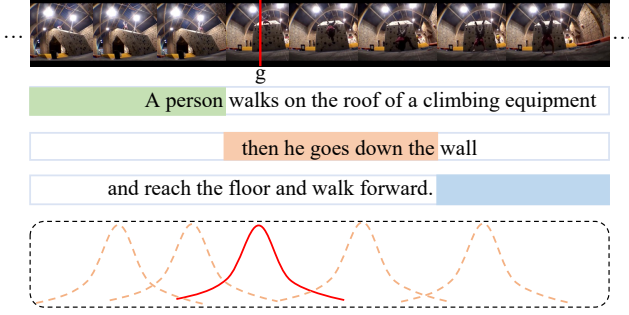 ...
...
g
A person walks on the roof of a climbing equipment
then he goes down the wall
and reach the floor and walk forward.